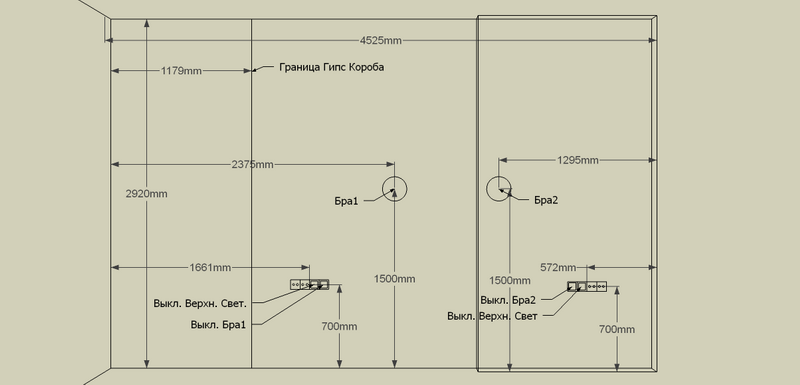 4525mm
1179mm
Граница Гипс Короба
2375mm
1295mm
2920mm
Бра1
Бра2
1661mm
572mm
1500mm
1500mm
Выкл. Верхн. Свет.
Выкл. Бра2
Выкл. Бра1
Выкл. Верхн. Свет
700mm
700mm